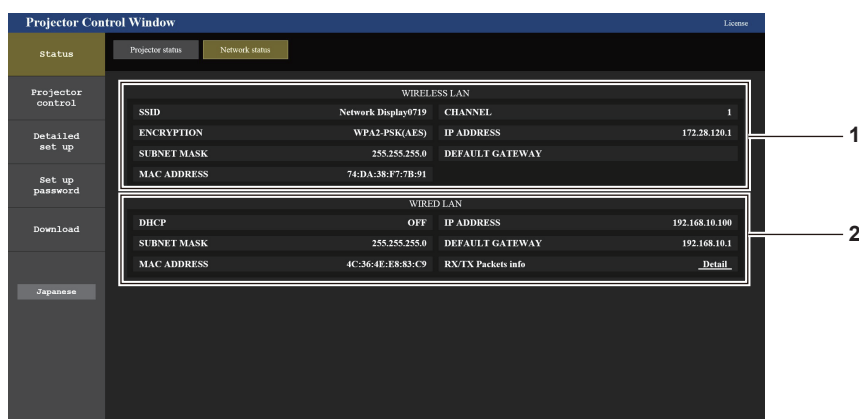 Projector Control Window License
Status
Projector status Network status
Projector
control
Detailed
set up
Set up
password
Download
Japanese
WIRELESS LAN
SSID Network Display0719 CHANNEL 1
ENCRYPTION WPA2-PSK(AES) IP ADDRESS 172.28.120.1
SUBNET MASK 255.255.255.0 DEFAULT GATEWAY
MAC ADDRESS 74:DA:38:F7:7B:91
1
WIRED LAN
DHCP OFF IP ADDRESS 192.168.10.100
SUBNET MASK 255.255.255.0 DEFAULT GATEWAY 192.168.10.1
MAC ADDRESS 4C:36:4E:E8:83:C9 RX/TX Packets info Detail
2